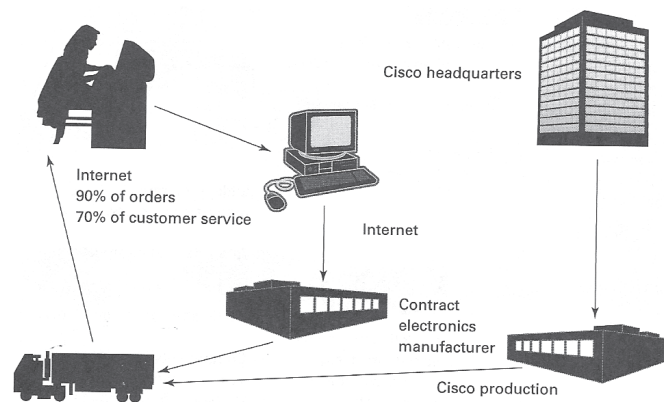 Cisco headquarters
Internet
90% of orders
70% of customer service
Internet
Contract
electronics
manufacturer
Cisco production